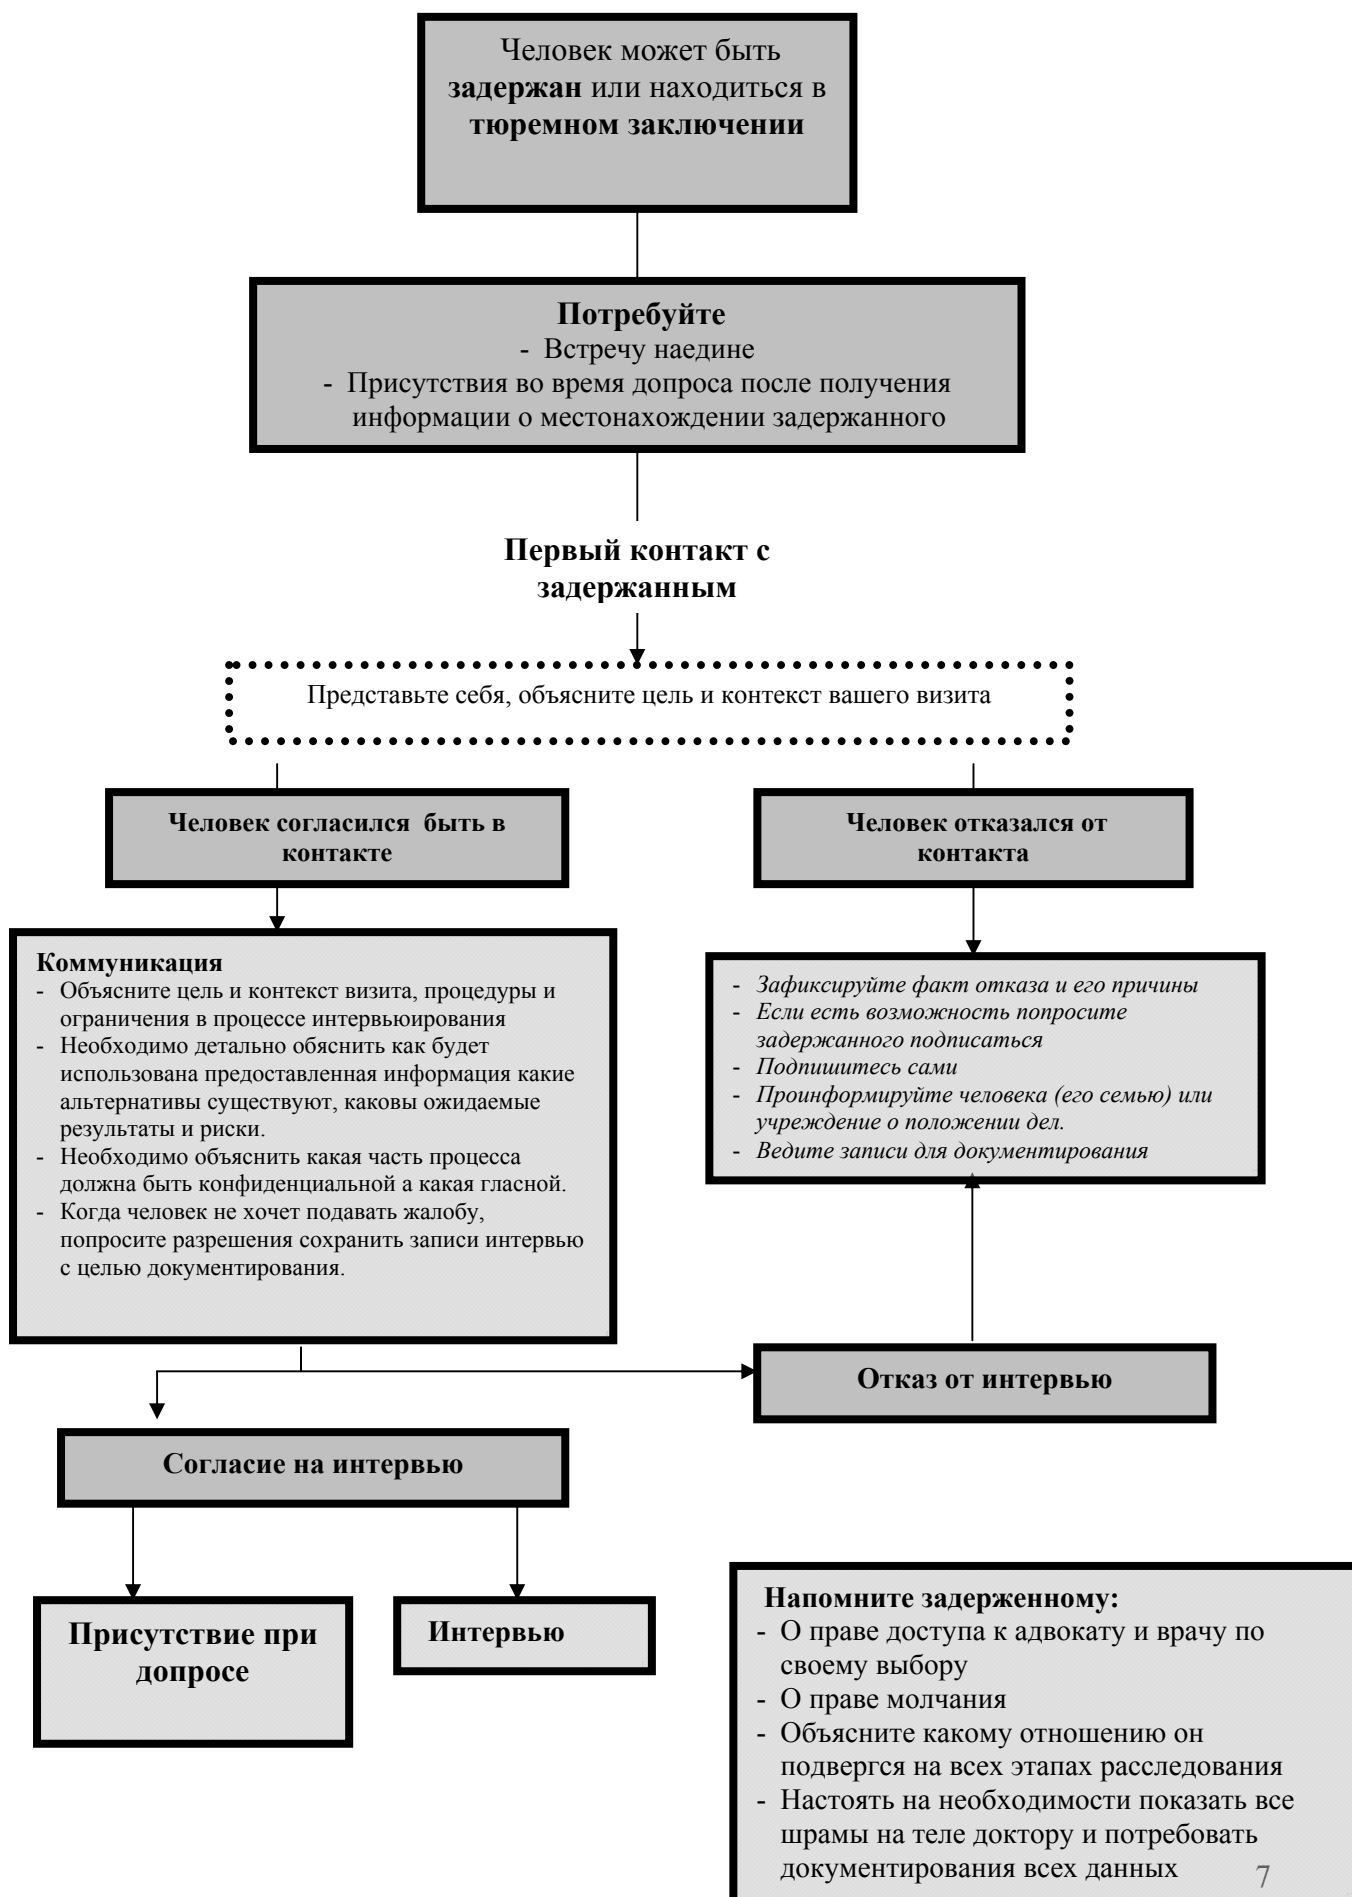 Человек может быть
задержан или находиться в
тюремном заключении
Потребуйте
- Встречу наедине
- Присутствия во время допроса после получения
информации о местонахождении задержанного
Первый контакт с
задержанным
Представьте себя, объясните цель и контекст вашего визита
Человек согласился быть в
контакте
Человек отказался от
контакта
Коммуникация
- Объясните цель и контекст визита, процедуры и
ограничения в процессе интервьюирования
- Необходимо детально обяснить как будет
использована предоставленная информация какие
альтернативы существуют, каковы ожидаемые
результаты и риски.
- Необходимо объяснить какая часть процесса
должна быть конфиденциальной а какая гласной.
- Когда человек не хочет подавать жалобу,
попросите разрешения сохранить записи интервью
с целью документирования.
- Зафиксируйте факт отказа и его причины
- Если есть возможность попросите
задержанного подписаться
- Подпишитесь сами
- Проинформируйте человека (его семью) или
учреждение о положении дел.
- Ведите записи для документирования
Отказ от интервью
Согласие на интервью
Присутствие при
допросе
Интервью
Напомните задерженному:
- О праве доступа к адвокату и врачу по
своему выбору
- О праве молчания
- Объясните какому отношению он
подвергся на всех этапах расследования
- Настоять на необходимости показать все
шрамы на теле доктору и потребовать
документирования всех данных
7